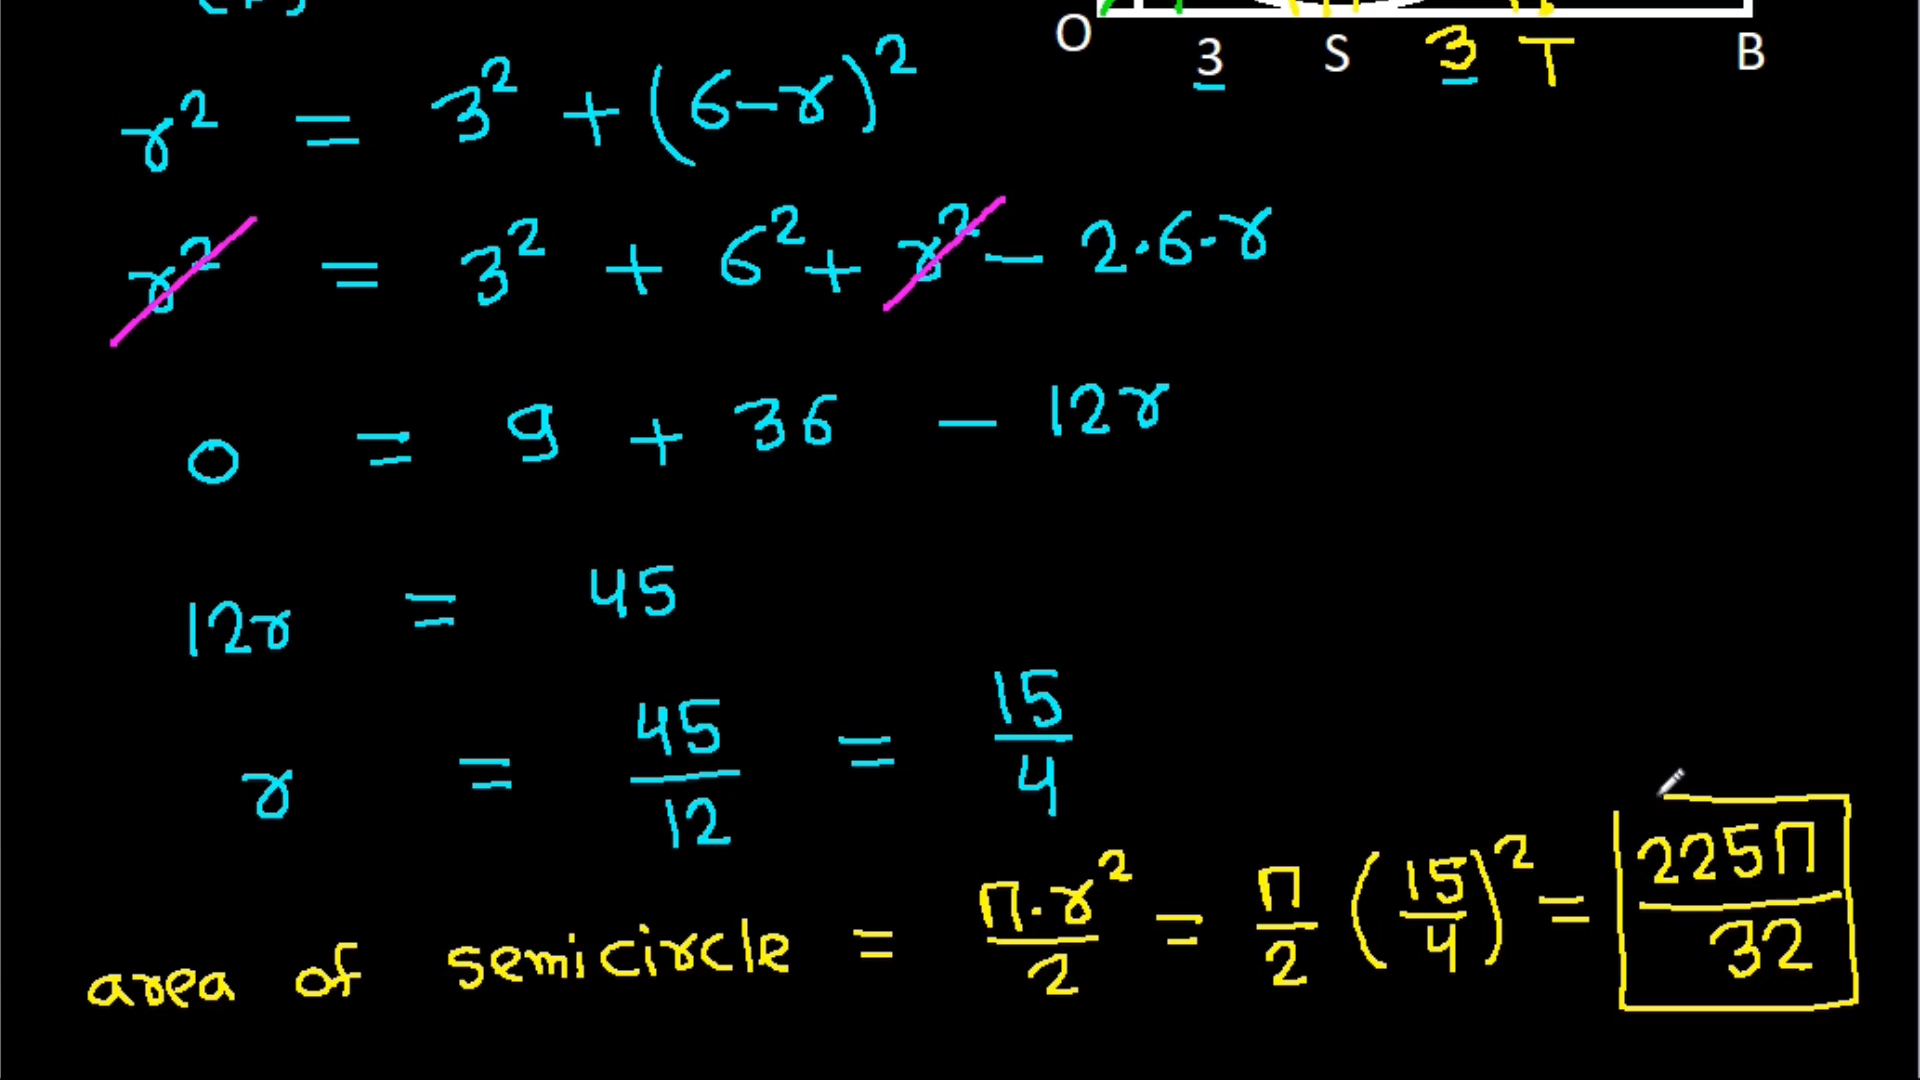 O 3 S 3 T B
r² = 3² + (6-r)²
r² = 3² + 6² + r² - 2·6·r
0 = 9 + 36 - 12r
12r = 45
r = 45/12 = 15/4
area of semicircle = π·r²/2 = π/2 (15/4)² = 225π/32